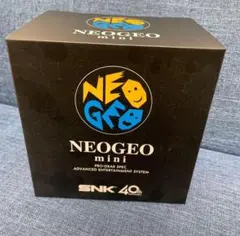 NEO
GEO
NEOGEO
mini
PRO-GEAR SPEC
ADVANCED ENTERTAINMENT SYSTEM
SNK 40th